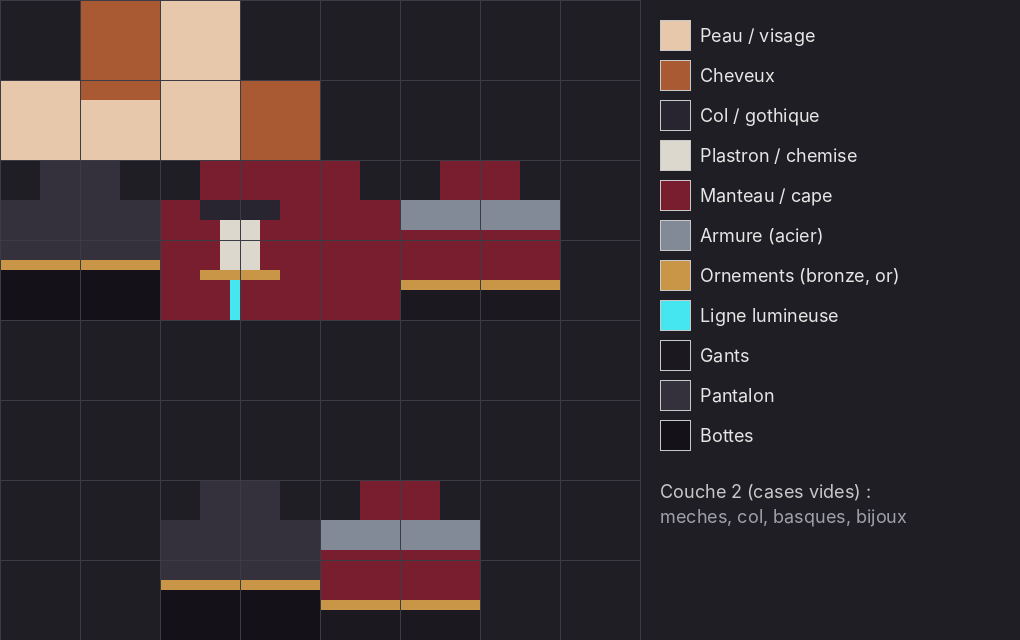 Peau / visage
Cheveux
Col / gothique
Plastron / chemise
Manteau / cape
Armure (acier)
Ornements (bronze, or)
Ligne lumineuse
Gants
Pantalon
Bottes
Couche 2 (cases vides) :
meches, col, basques, bijoux